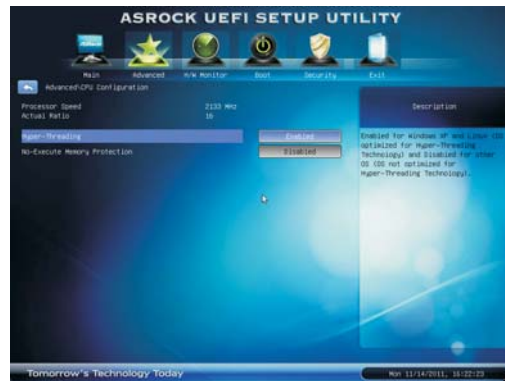 ASROCK UEFI SETUP UTILITY
Main Advanced H/W Monitor Boot Security Exit
Advanced\CPU Configuration
Description
Processor Speed 2133 MHz
Actual Ratio 16
Hyper-Threading Enabled
No-Execute Memory Protection Disabled
Enabled for Windows XP and Linux (OS
optimized for Hyper-Threading
Technology) and Disabled for other
OS (OS not optimized for
Hyper-Threading Technology).
Tomorrow's Technology Today
Mon 11/14/2011, 16:22:23